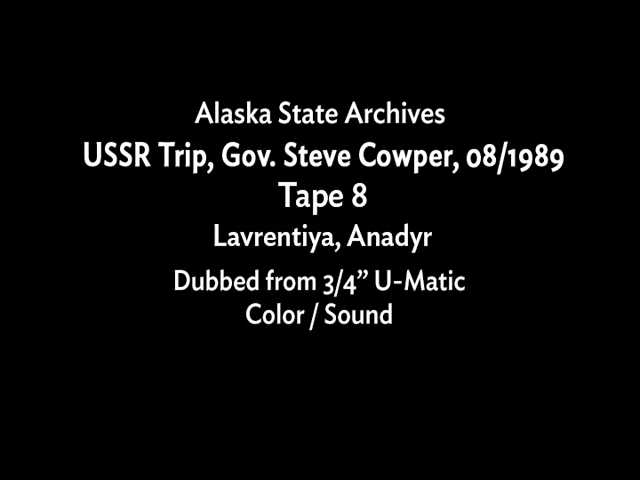 Alaska State Archives
USSR Trip, Gov. Steve Cowper, 08/1989
Tape 8
Lavrentiya, Anadyr
Dubbed from 3/4” U-Matic
Color / Sound